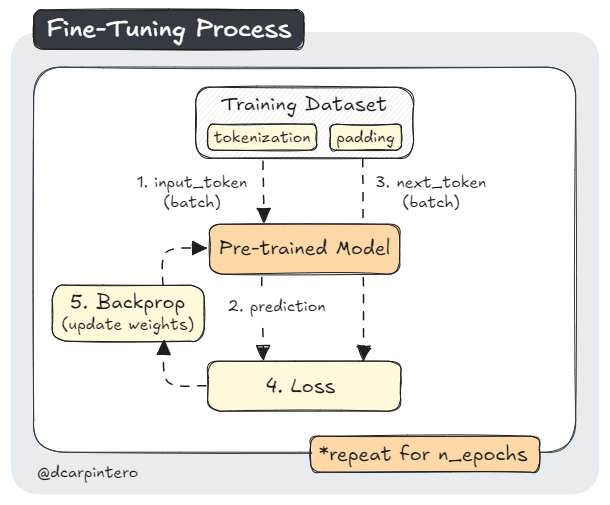 Fine-Tuning Process
Training Dataset
tokenization
padding
1. input_token
(batch)
3. next_token
(batch)
Pre-trained Model
5. Backprop
(update weights)
2. prediction
4. Loss
*repeat for n_epochs
@dcarpintero